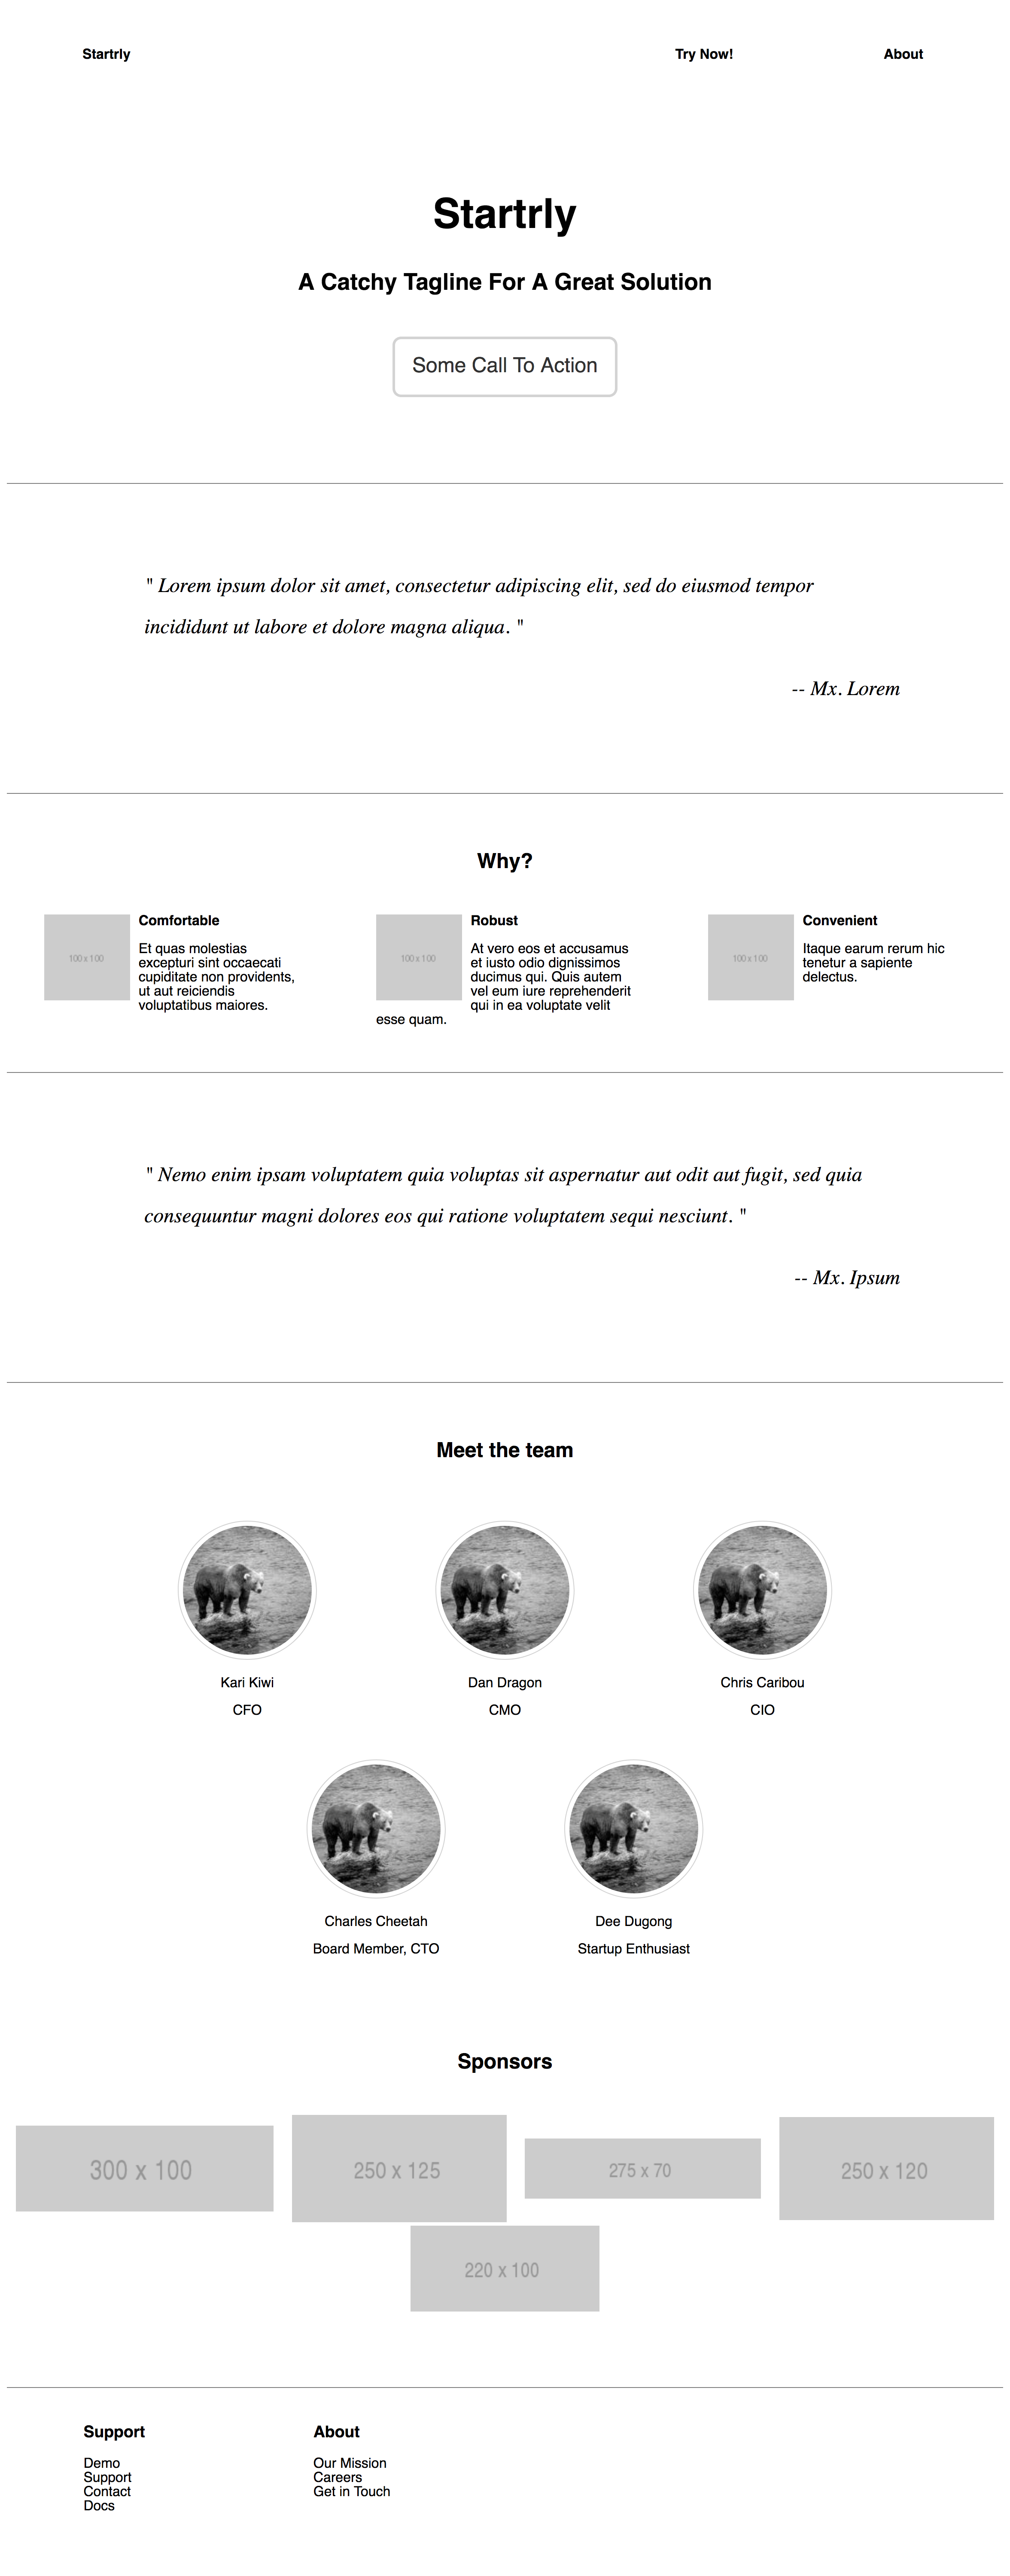 Startrly
Try Now!
About
Startrly
A Catchy Tagline For A Great Solution
Some Call To Action
" Lorem ipsum dolor sit amet, consectetur adipiscing elit, sed do eiusmod tempor
incididunt ut labore et dolore magna aliqua. "
-- Mx. Lorem
Why?
100 x 100
Comfortable
Et quas molestias
excepturi sint occaecati
cupiditate non providents,
ut aut reiciendis
voluptatibus maiores.
100 x 100
Robust
At vero eos et accusamus
et iusto odio dignissimos
ducimus qui. Quis autem
vel eum iure reprehenderit
qui in ea voluptate velit
esse quam.
100 x 100
Convenient
Itaque earum rerum hic
tenetur a sapiente
delectus.
" Nemo enim ipsam voluptatem quia voluptas sit aspernatur aut odit aut fugit, sed quia
consequuntur magni dolores eos qui ratione voluptatem sequi nesciunt. "
-- Mx. Ipsum
Meet the team
Kari Kiwi
CFO
Dan Dragon
CMO
Chris Caribou
CIO
Charles Cheetah
Board Member, CTO
Dee Dugong
Startup Enthusiast
Sponsors
300 x 100
250 x 125
275 x 70
250 x 120
220 x 100
Support
Demo
Support
Contact
Docs
About
Our Mission
Careers
Get in Touch